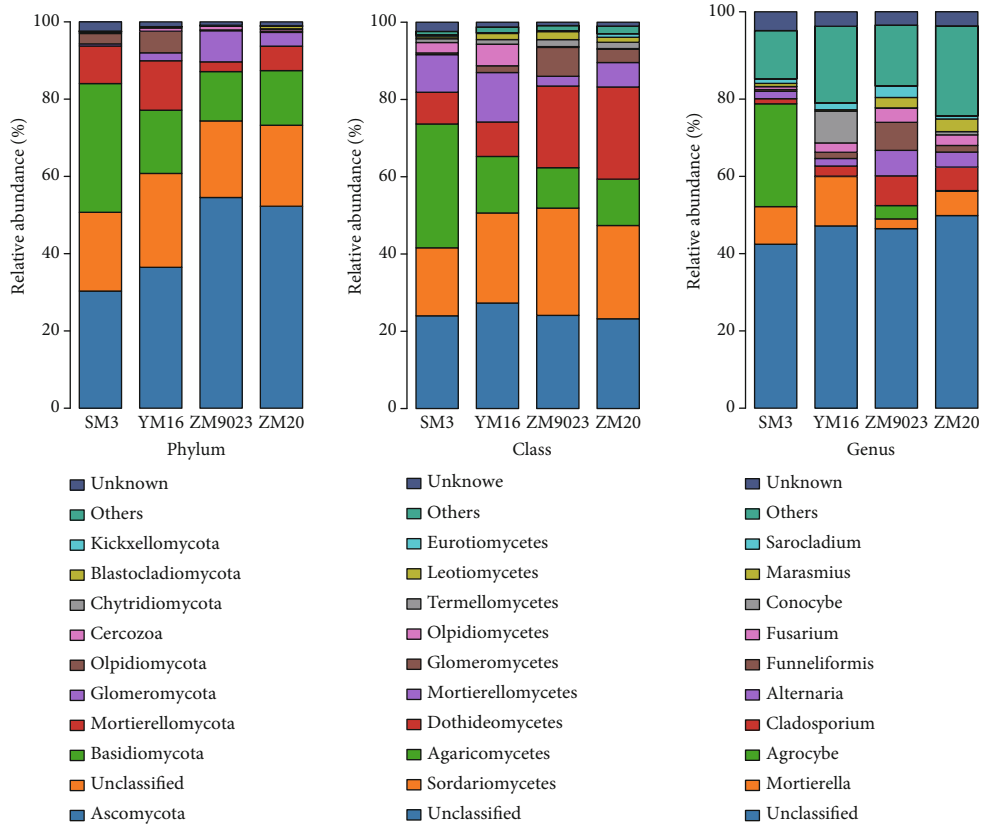 Relative abundance (%)
100
80
60
40
20
0
SM3 YM16 ZM9023 ZM20
Phylum
Unknown
Others
Kickxellomycota
Blastocladiomycota
Chytridiomycota
Cercozoa
Olpidiomycota
Glomeromycota
Mortierellomycota
Basidiomycota
Unclassified
Ascomycota
Relative abundance (%)
100
80
60
40
20
0
SM3 YM16 ZM9023 ZM20
Class
Unknowe
Others
Eurotiomycetes
Leotiomycetes
Termellomycetes
Olpidiomycetes
Glomeromycetes
Mortierellomycetes
Dothideomycetes
Agaricomycetes
Sordariomycetes
Unclassified
Relative abundance (%)
100
80
60
40
20
0
SM3 YM16 ZM9023 ZM20
Genus
Unknown
Others
Sarocladium
Marasmius
Conocybe
Fusarium
Funneliformis
Alternaria
Cladosporium
Agrocybe
Mortierella
Unclassified